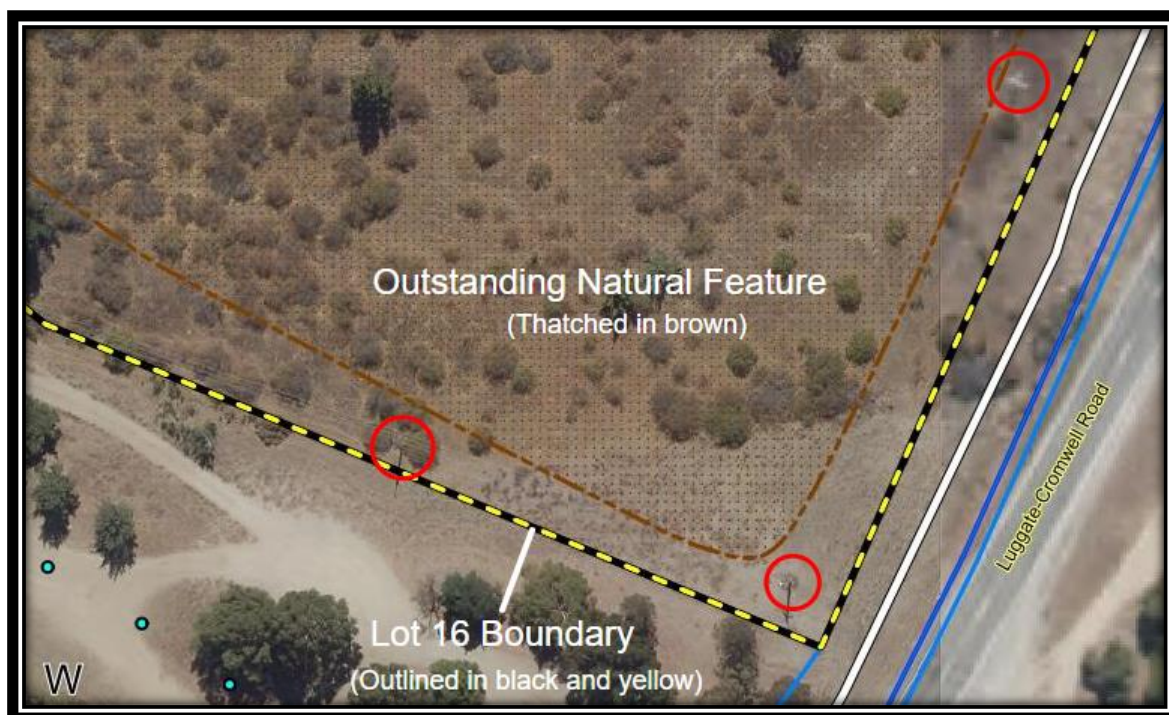 Outstanding Natural Feature
(Thatched in brown)
Luggate-Cromwell Road
Lot 16 Boundary
(Outlined in black and yellow)
W